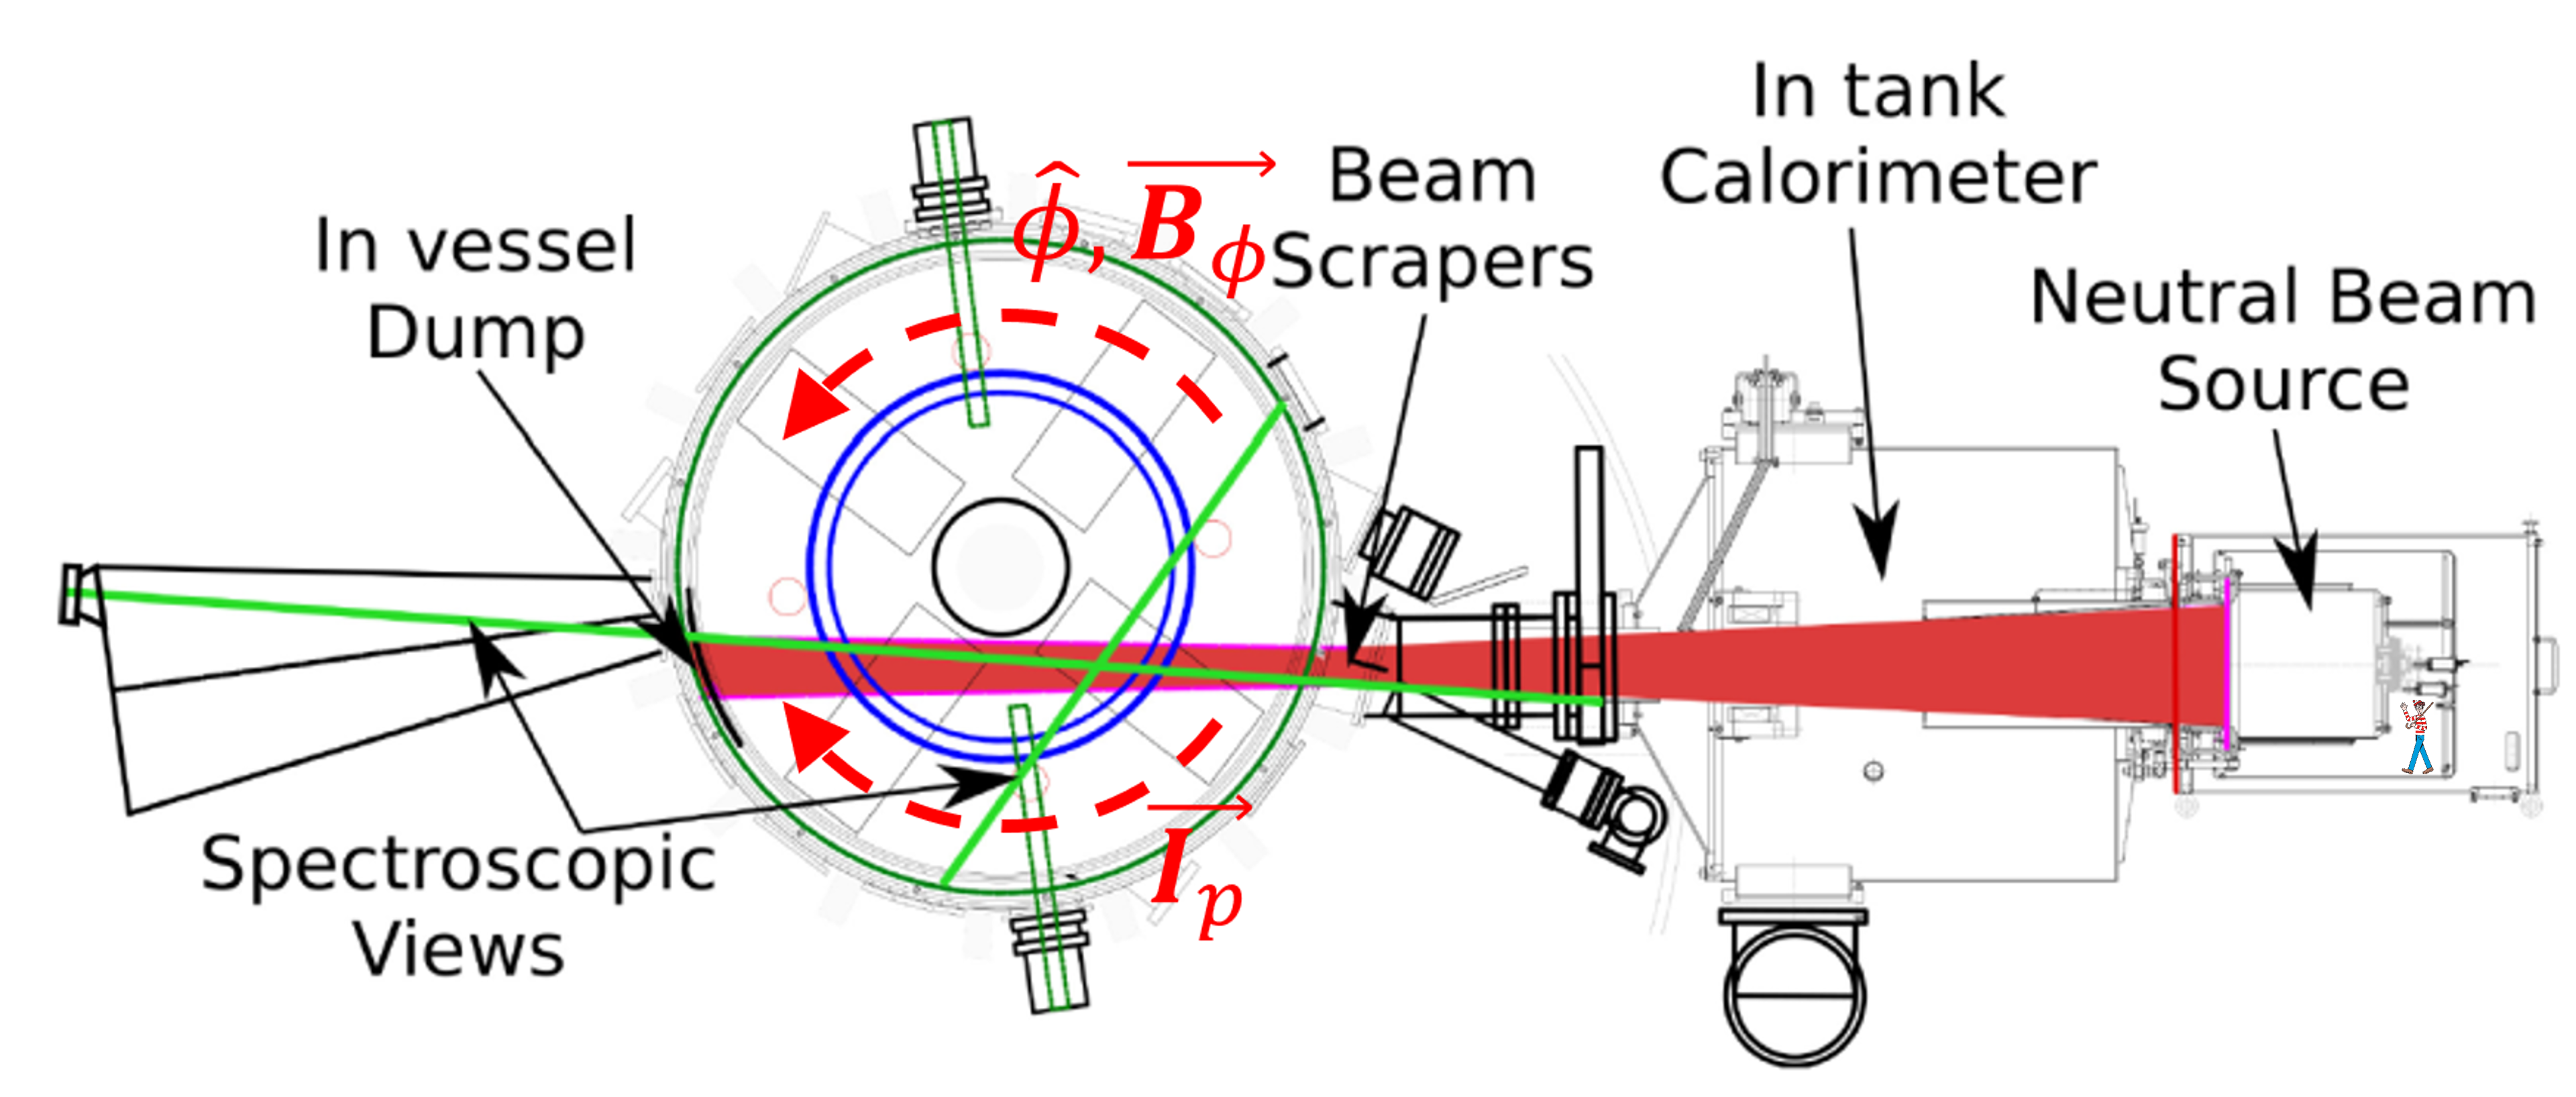 In tank
Calorimeter
Beam
Scrapers
Neutral Beam
Source
In vessel
Dump
ϕ̂, B⃗ϕ
I⃗p
Spectroscopic
Views